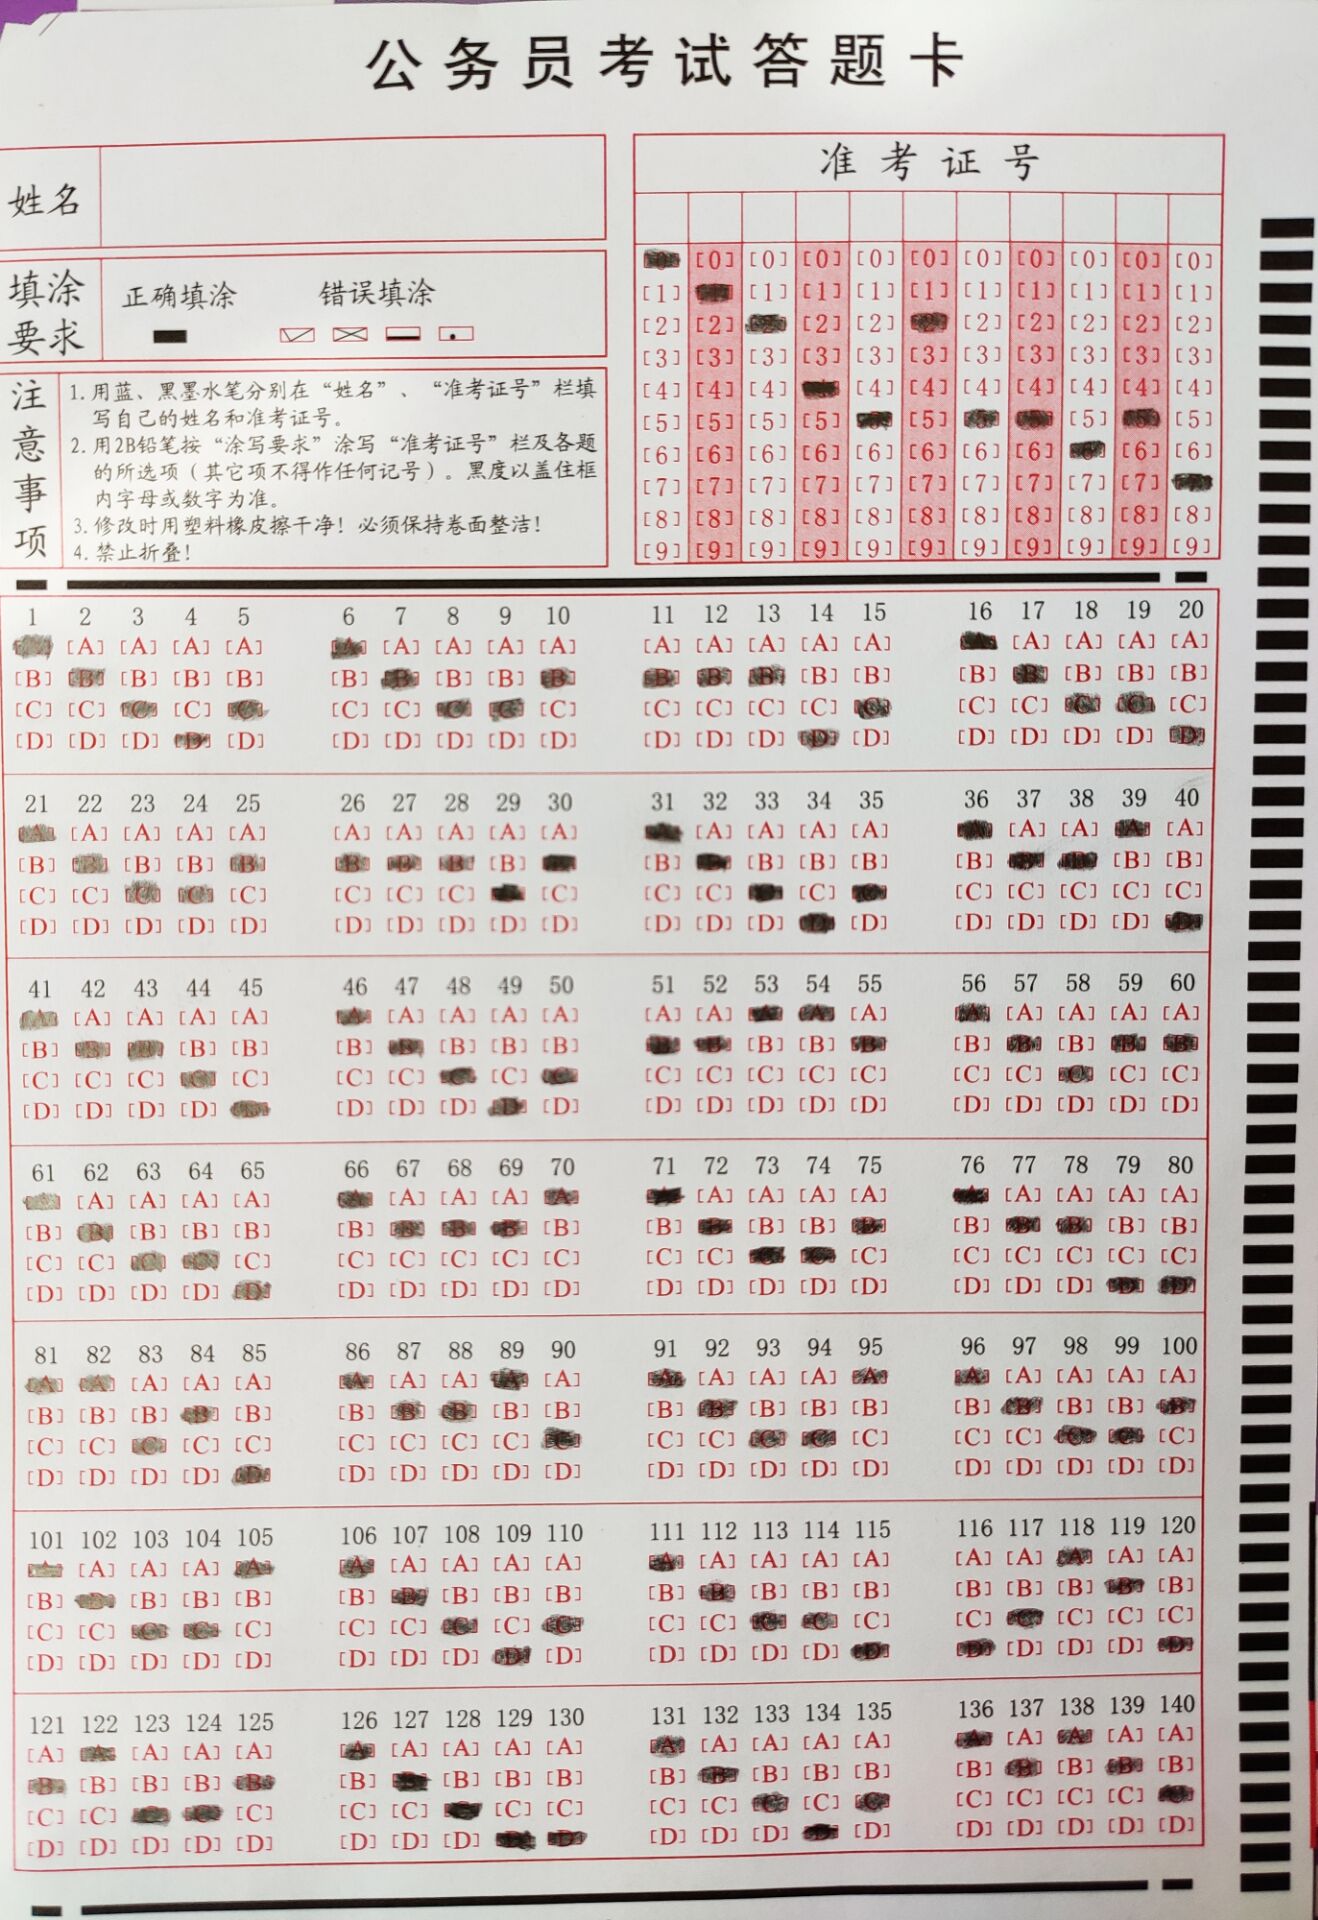 公务员考试答题卡
姓名
准考证号
填涂要求
正确填涂 错误填涂
注意事项
1. 用蓝、黑墨水笔分别在“姓名”、“准考证号”栏填
写自己的姓名和准考证号。
2. 用2B铅笔按“涂写要求”涂写“准考证号”栏及各题
的所选项（其它项不得作任何记号）。黑度以盖住框
内字母或数字为准。
3. 修改时用塑料橡皮擦干净！必须保持卷面整洁！
4. 禁止折叠！
[0] [0] [0] [0] [0] [0] [0] [0] [0] [0] [0]
[1] [1] [1] [1] [1] [1] [1] [1] [1] [1]
[2] [2] [2] [2] [2] [2] [2] [2] [2] [2] [2]
[3] [3] [3] [3] [3] [3] [3] [3] [3] [3] [3]
[4] [4] [4] [4] [4] [4] [4] [4] [4] [4] [4]
[5] [5] [5] [5] [5] [5] [5] [5] [5] [5] [5]
[6] [6] [6] [6] [6] [6] [6] [6] [6] [6] [6]
[7] [7] [7] [7] [7] [7] [7] [7] [7] [7] [7]
[8] [8] [8] [8] [8] [8] [8] [8] [8] [8] [8]
[9] [9] [9] [9] [9] [9] [9] [9] [9] [9] [9]
1 2 3 4 5 6 7 8 9 10 11 12 13 14 15 16 17 18 19 20
[A] [A] [A] [A] [A] [A] [A] [A] [A] [A] [A] [A] [A] [A] [A] [A] [A] [A]
[B] [B] [B] [B] [B] [B] [B] [B] [B] [B] [B] [B] [B] [B] [B] [B] [B] [B] [B] [B]
[C] [C] [C] [C] [C] [C] [C] [C] [C] [C] [C] [C] [C] [C] [C] [C] [C] [C] [C] [C]
[D] [D] [D] [D] [D] [D] [D] [D] [D] [D] [D] [D] [D] [D] [D] [D] [D] [D] [D] [D]
21 22 23 24 25 26 27 28 29 30 31 32 33 34 35 36 37 38 39 40
[A] [A] [A] [A] [A] [A] [A] [A] [A] [A] [A] [A] [A] [A] [A] [A] [A] [A] [A] [A]
[B] [B] [B] [B] [B] [B] [B] [B] [B] [B] [B] [B] [B] [B] [B] [B] [B] [B] [B] [B]
[C] [C] [C] [C] [C] [C] [C] [C] [C] [C] [C] [C] [C] [C] [C] [C] [C] [C] [C] [C]
[D] [D] [D] [D] [D] [D] [D] [D] [D] [D] [D] [D] [D] [D] [D] [D] [D] [D] [D] [D]
41 42 43 44 45 46 47 48 49 50 51 52 53 54 55 56 57 58 59 60
[A] [A] [A] [A] [A] [A] [A] [A] [A] [A] [A] [A] [A] [A] [A] [A] [A] [A] [A] [A]
[B] [B] [B] [B] [B] [B] [B] [B] [B] [B] [B] [B] [B] [B] [B] [B] [B] [B] [B] [B]
[C] [C] [C] [C] [C] [C] [C] [C] [C] [C] [C] [C] [C] [C] [C] [C] [C] [C] [C] [C]
[D] [D] [D] [D] [D] [D] [D] [D] [D] [D] [D] [D] [D] [D] [D] [D] [D] [D] [D] [D]
61 62 63 64 65 66 67 68 69 70 71 72 73 74 75 76 77 78 79 80
[A] [A] [A] [A] [A] [A] [A] [A] [A] [A] [A] [A] [A] [A] [A] [A] [A] [A] [A] [A]
[B] [B] [B] [B] [B] [B] [B] [B] [B] [B] [B] [B] [B] [B] [B] [B] [B] [B] [B] [B]
[C] [C] [C] [C] [C] [C] [C] [C] [C] [C] [C] [C] [C] [C] [C] [C] [C] [C] [C] [C]
[D] [D] [D] [D] [D] [D] [D] [D] [D] [D] [D] [D] [D] [D] [D] [D] [D] [D] [D] [D]
81 82 83 84 85 86 87 88 89 90 91 92 93 94 95 96 97 98 99 100
[A] [A] [A] [A] [A] [A] [A] [A] [A] [A] [A] [A] [A] [A] [A] [A] [A] [A] [A] [A]
[B] [B] [B] [B] [B] [B] [B] [B] [B] [B] [B] [B] [B] [B] [B] [B] [B] [B] [B] [B]
[C] [C] [C] [C] [C] [C] [C] [C] [C] [C] [C] [C] [C] [C] [C] [C] [C] [C] [C] [C]
[D] [D] [D] [D] [D] [D] [D] [D] [D] [D] [D] [D] [D] [D] [D] [D] [D] [D] [D] [D]
101 102 103 104 105 106 107 108 109 110 111 112 113 114 115 116 117 118 119 120
[A] [A] [A] [A] [A] [A] [A] [A] [A] [A] [A] [A] [A] [A] [A] [A] [A] [A] [A] [A]
[B] [B] [B] [B] [B] [B] [B] [B] [B] [B] [B] [B] [B] [B] [B] [B] [B] [B] [B] [B]
[C] [C] [C] [C] [C] [C] [C] [C] [C] [C] [C] [C] [C] [C] [C] [C] [C] [C] [C] [C]
[D] [D] [D] [D] [D] [D] [D] [D] [D] [D] [D] [D] [D] [D] [D] [D] [D] [D] [D] [D]
121 122 123 124 125 126 127 128 129 130 131 132 133 134 135 136 137 138 139 140
[A] [A] [A] [A] [A] [A] [A] [A] [A] [A] [A] [A] [A] [A] [A] [A] [A] [A] [A] [A]
[B] [B] [B] [B] [B] [B] [B] [B] [B] [B] [B] [B] [B] [B] [B] [B] [B] [B] [B] [B]
[C] [C] [C] [C] [C] [C] [C] [C] [C] [C] [C] [C] [C] [C] [C] [C] [C] [C] [C] [C]
[D] [D] [D] [D] [D] [D] [D] [D] [D] [D] [D] [D] [D] [D] [D] [D] [D] [D] [D] [D]